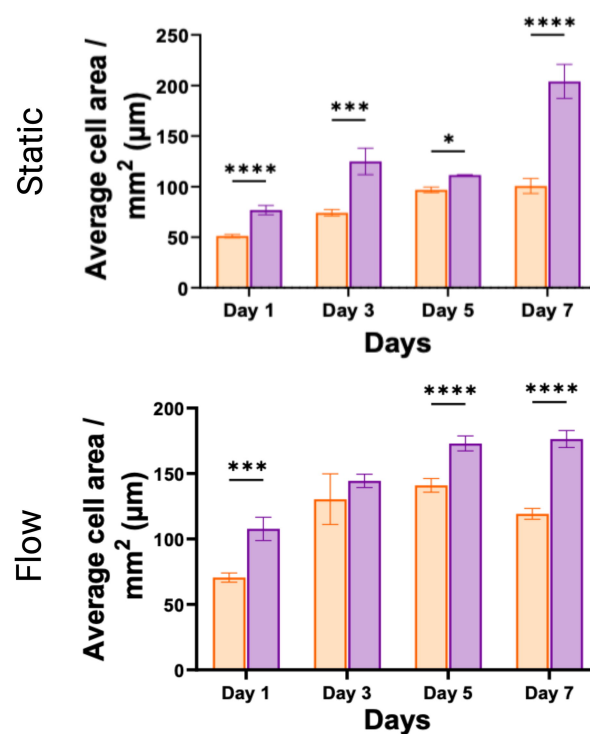 Static
Average cell area /
mm² (µm)
250
200
150
100
50
0
****
***
*
****
Day 1 Day 3 Day 5 Day 7
Days
Flow
Average cell area /
mm² (µm)
200
150
100
50
0
***
****
****
Day 1 Day 3 Day 5 Day 7
Days